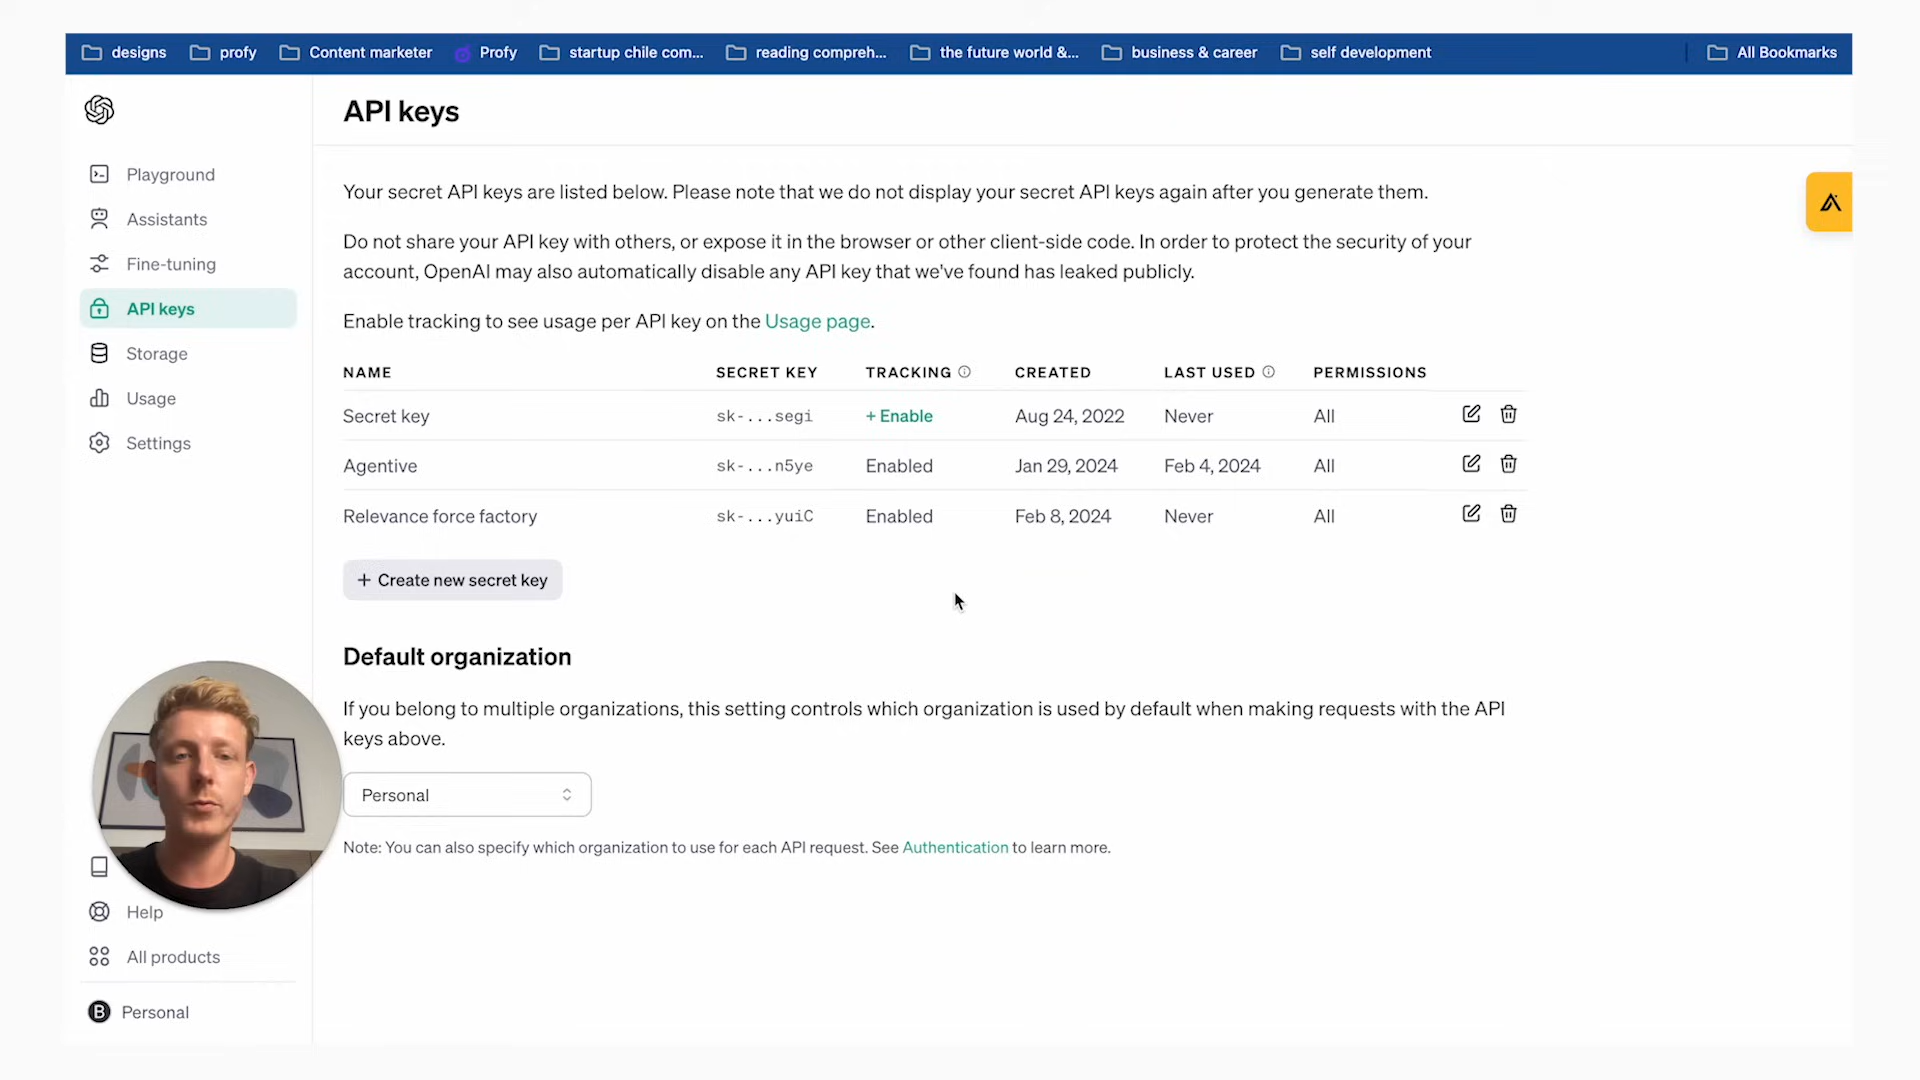 designs profy Content marketer Profy startup chile com... reading compreh... the future world &... business & career self development All Bookmarks
API keys
Playground
Assistants
Fine-tuning
API keys
Storage
Usage
Settings
Your secret API keys are listed below. Please note that we do not display your secret API keys again after you generate them.
Do not share your API key with others, or expose it in the browser or other client-side code. In order to protect the security of your
account, OpenAI may also automatically disable any API key that we've found has leaked publicly.
Enable tracking to see usage per API key on the Usage page.
NAME SECRET KEY TRACKING CREATED LAST USED PERMISSIONS
Secret key sk-...segi + Enable Aug 24, 2022 Never All
Agentive sk-...n5ye Enabled Jan 29, 2024 Feb 4, 2024 All
Relevance force factory sk-...yuiC Enabled Feb 8, 2024 Never All
+ Create new secret key
Default organization
If you belong to multiple organizations, this setting controls which organization is used by default when making requests with the API
keys above.
Personal
Note: You can also specify which organization to use for each API request. See Authentication to learn more.
Help
All products
B Personal